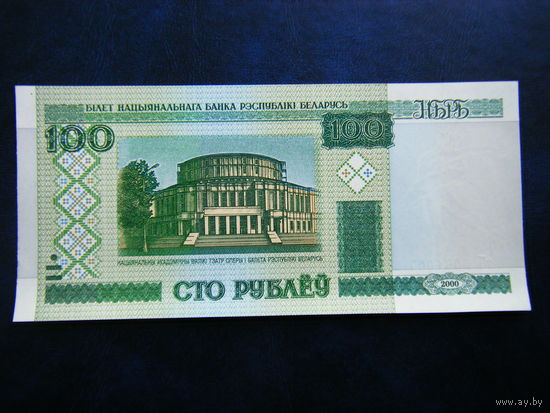 БІЛЕТ НАЦЫЯНАЛЬНАГА БАНКА РЭСПУБЛІКІ БЕЛАРУСЬ
НБРБ
100
100
НАЦЫЯНАЛЬНЫ АКАДЭМІЧНЫ ВЯЛІКІ ТЭАТР ОПЕРЫ І БАЛЕТА РЭСПУБЛІКІ БЕЛАРУСЬ
СТО РУБЛЁЎ
2000
www.ay.by